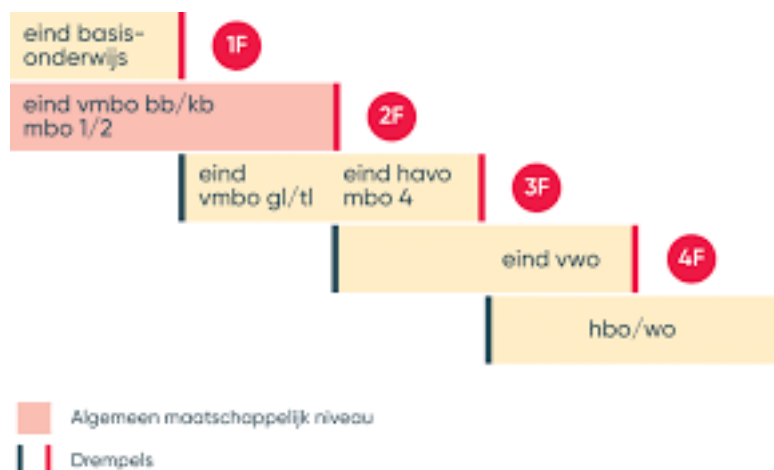 eind basis-
onderwijs
1F
eind vmbo bb/kb
mbo 1/2
2F
eind
vmbo gl/tl
eind havo
mbo 4
3F
eind vwo
4F
hbo/wo
Algemeen maatschappelijk niveau
Drempels